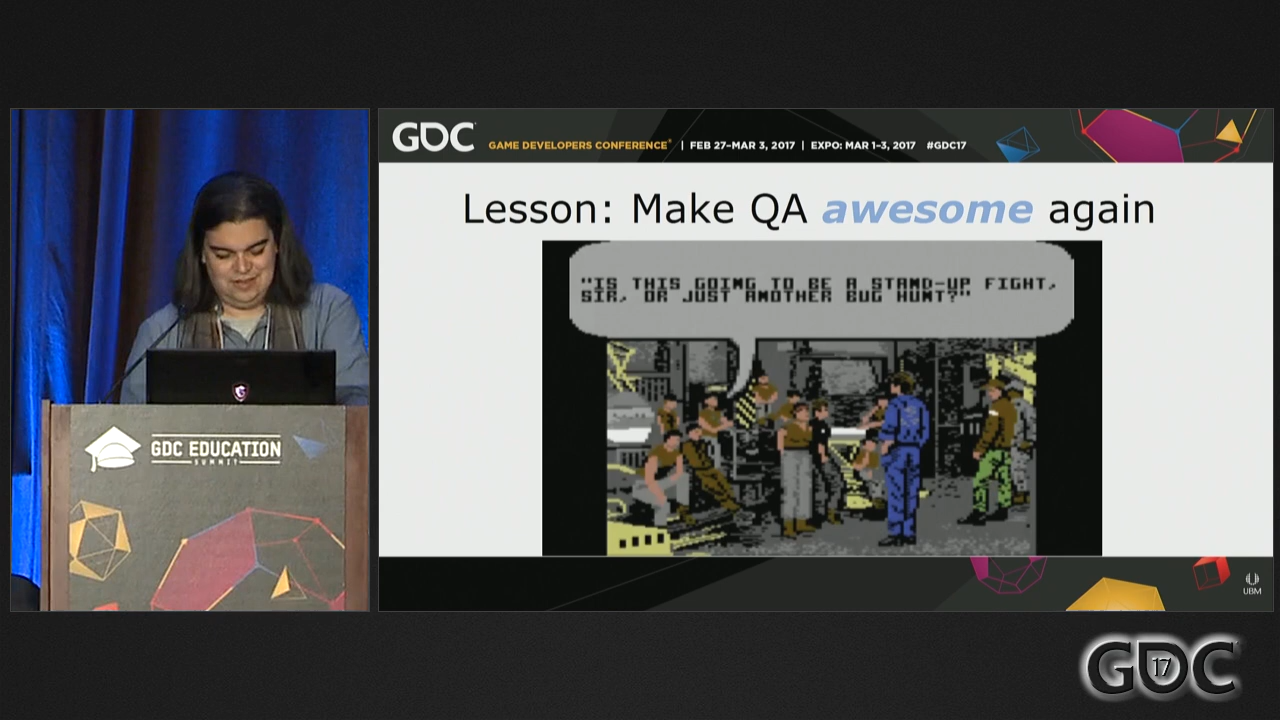 GDC GAME DEVELOPERS CONFERENCE® | FEB 27–MAR 3, 2017 | EXPO: MAR 1–3, 2017 #GDC17
Lesson: Make QA awesome again
"IS THIS GOING TO BE A STAND-UP FIGHT,
SIR, OR JUST ANOTHER BUG HUNT?"
GDC EDUCATION
SUMMIT
UBM
GDC
17